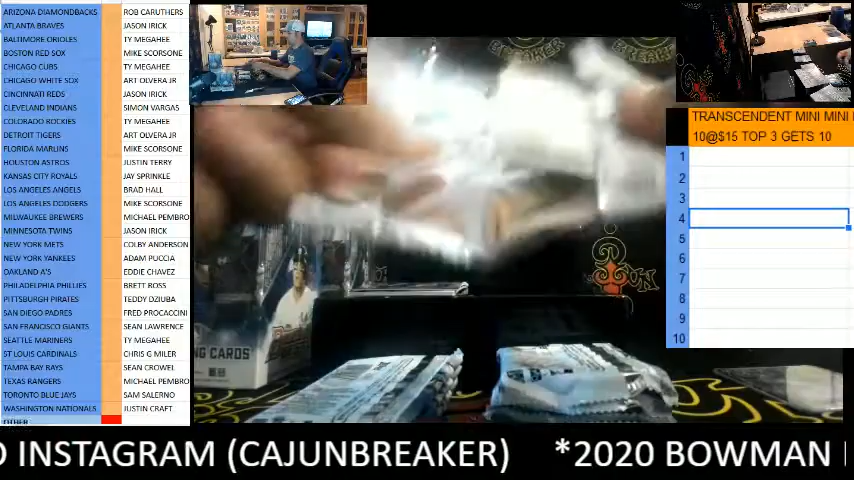 ARIZONA DIAMONDBACKS ROB CARUTHERS
ATLANTA BRAVES JASON IRICK
BALTIMORE ORIOLES TY MEGAHEE
BOSTON RED SOX MIKE SCORSONE
CHICAGO CUBS TY MEGAHEE
CHICAGO WHITE SOX ART OLVERA JR
CINCINNATI REDS JASON IRICK
CLEVELAND INDIANS SIMON VARGAS
COLORADO ROCKIES TY MEGAHEE
DETROIT TIGERS ART OLVERA JR
FLORIDA MARLINS MIKE SCORSONE
HOUSTON ASTROS JUSTIN TERRY
KANSAS CITY ROYALS JAY SPRINKLE
LOS ANGELES ANGELS BRAD HALL
LOS ANGELES DODGERS MIKE SCORSONE
MILWAUKEE BREWERS MICHAEL PEMBRO
MINNESOTA TWINS JASON IRICK
NEW YORK METS COLBY ANDERSON
NEW YORK YANKEES ADAM PUCCIA
OAKLAND A'S EDDIE CHAVEZ
PHILADELPHIA PHILLIES BRETT ROSS
PITTSBURGH PIRATES TEDDY DZIUBA
SAN DIEGO PADRES FRED PROCACCINI
SAN FRANCISCO GIANTS SEAN LAWRENCE
SEATTLE MARINERS TY MEGAHEE
ST LOUIS CARDINALS CHRIS G MILER
TAMPA BAY RAYS SEAN CROWEL
TEXAS RANGERS MICHAEL PEMBRO
TORONTO BLUE JAYS SAM SALERNO
WASHINGTON NATIONALS JUSTIN CRAFT
OTHER
BREAKER
BREAKER
NG CARDS
TRANSCENDENT MINI MINI
10@$15 TOP 3 GETS 10
1
2
3
4
5
6
7
8
9
10
O INSTAGRAM (CAJUNBREAKER) *2020 BOWMAN